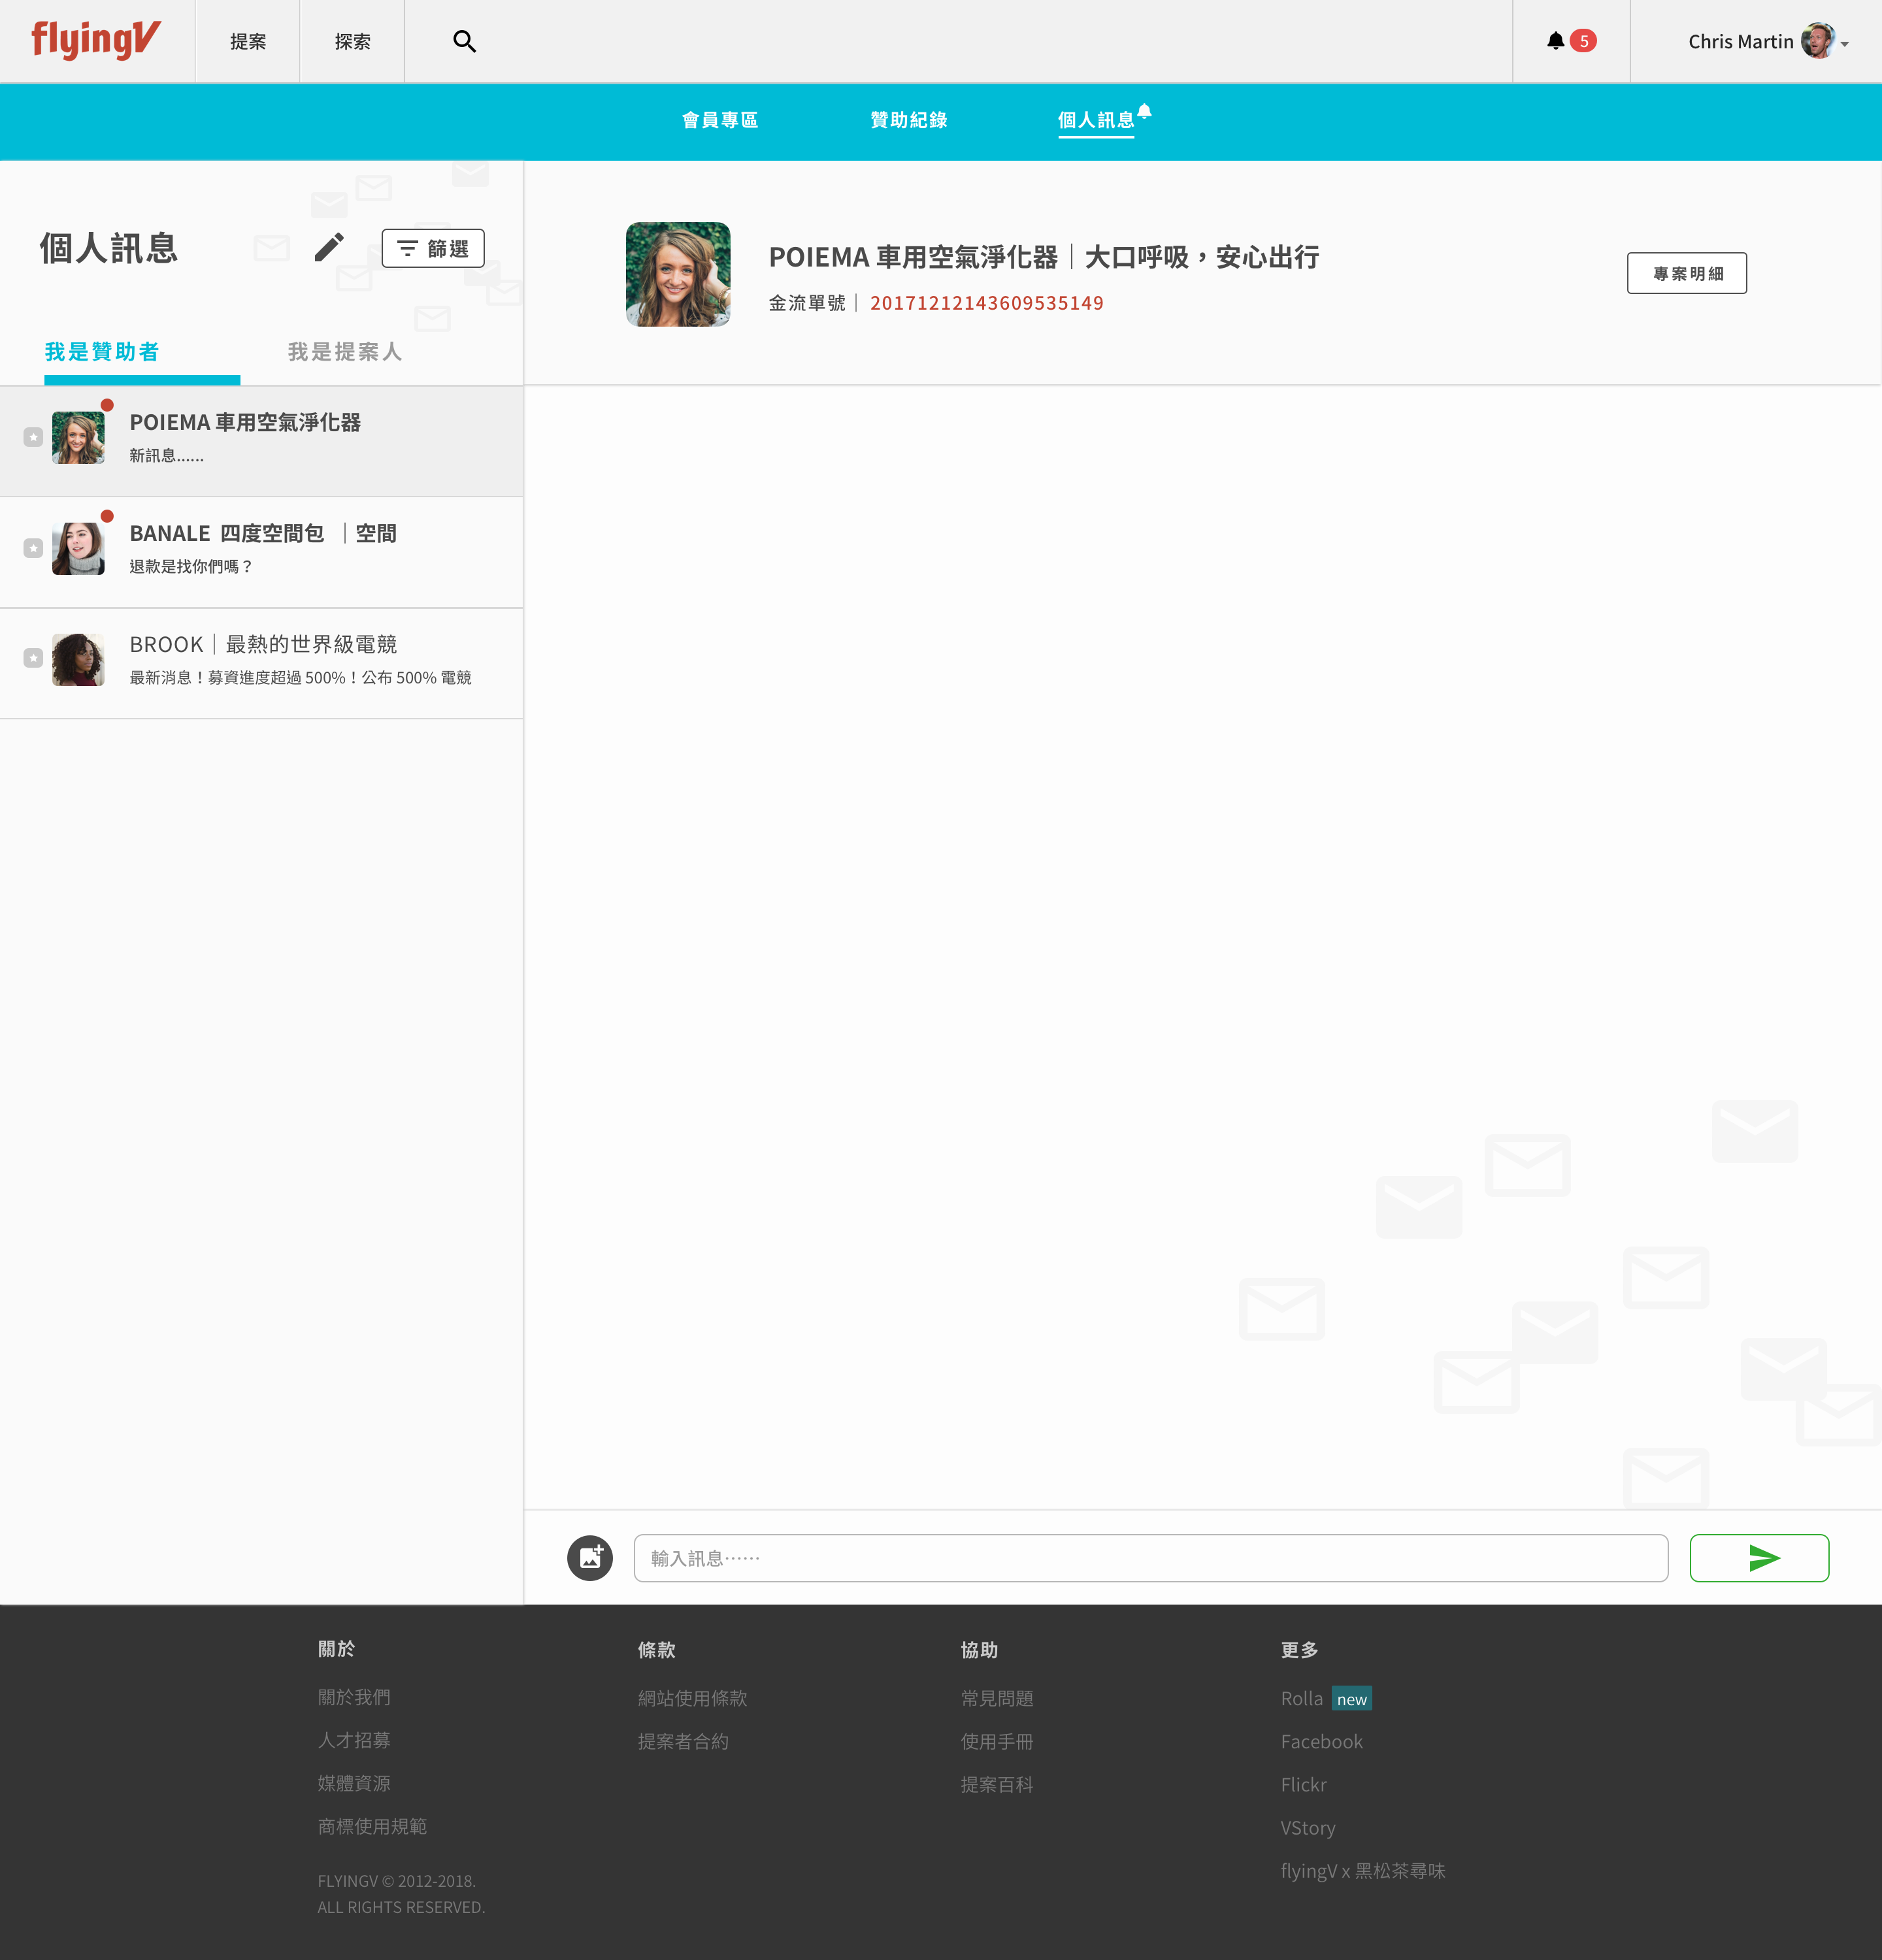 flyingV
提案
探索
5
Chris Martin
會員專區
贊助紀錄
個人訊息
個人訊息
篩選
我是贊助者
我是提案人
POIEMA 車用空氣淨化器
新訊息......
BANALE 四度空間包 ｜空間
退款是找你們嗎？
BROOK｜最熱的世界級電競
最新消息！募資進度超過 500%！公布 500% 電競
POIEMA 車用空氣淨化器｜大口呼吸，安心出行
金流單號｜ 20171212143609535149
專案明細
輸入訊息⋯⋯
關於
關於我們
人才招募
媒體資源
商標使用規範
FLYINGV © 2012-2018.
ALL RIGHTS RESERVED.
條款
網站使用條款
提案者合約
協助
常見問題
使用手冊
提案百科
更多
Rolla new
Facebook
Flickr
VStory
flyingV x 黑松茶尋味